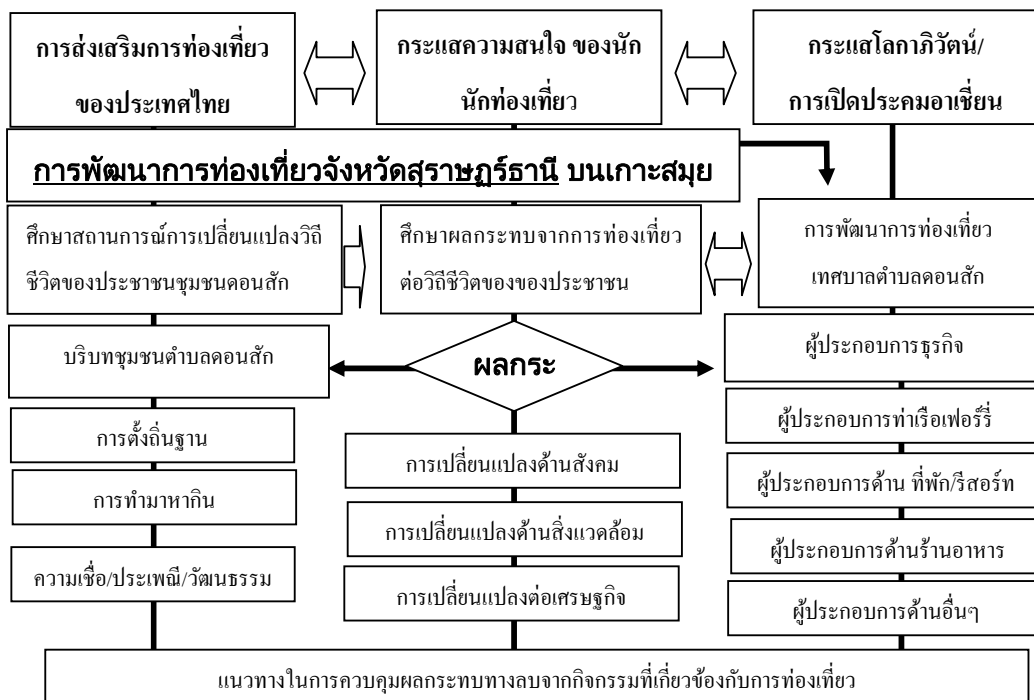 การส่งเสริมการท่องเที่ยว
ของประเทศไทย
กระแสความสนใจ ของนัก
นักท่องเที่ยว
กระแสโลกาภิวัตน์/
การเปิดประคมอาเชี่ยน
การพัฒนาการท่องเที่ยวจังหวัดสุราษฎร์ธานี บนเกาะสมุย
ศึกษาสถานการณ์การเปลี่ยนแปลงวิถี
ชีวิตของประชาชนชุมชนดอนสัก
ศึกษาผลกระทบจากการท่องเที่ยว
ต่อวิถีชีวิตของของประชาชน
การพัฒนาการท่องเที่ยว
เทศบาลตำบลดอนสัก
บริบทชุมชนตำบลดอนสัก
ผลกระ
ผู้ประกอบการธุรกิจ
การตั้งถิ่นฐาน
การทำมาหากิน
ความเชื่อ/ประเพณี/วัฒนธรรม
การเปลี่ยนแปลงด้านสังคม
การเปลี่ยนแปลงด้านสิ่งแวดล้อม
การเปลี่ยนแปลงต่อเศรษฐกิจ
ผู้ประกอบการท่าเรือเฟอร์รี่
ผู้ประกอบการด้าน ที่พัก/รีสอร์ท
ผู้ประกอบการด้านร้านอาหาร
ผู้ประกอบการด้านอื่นๆ
แนวทางในการควบคุมผลกระทบทางลบจากกิจกรรมที่เกี่ยวข้องกับการท่องเที่ยว